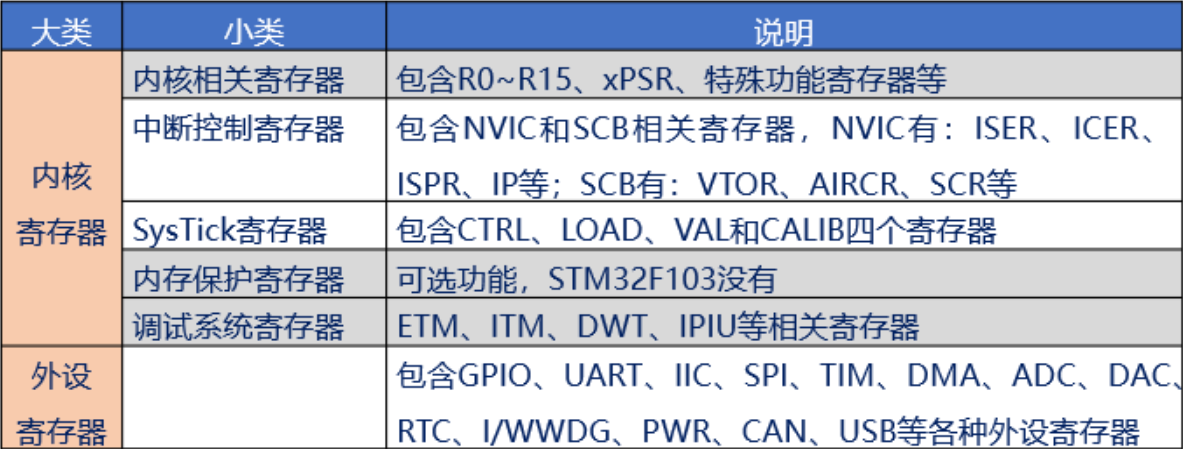 大类 小类 说明
内核相关寄存器 包含R0~R15、xPSR、特殊功能寄存器等
中断控制寄存器 包含NVIC和SCB相关寄存器，NVIC有：ISER、ICER、
ISPR、IP等；SCB有：VTOR、AIRCR、SCR等
内核
寄存器
SysTick寄存器 包含CTRL、LOAD、VAL和CALIB四个寄存器
内存保护寄存器 可选功能，STM32F103没有
调试系统寄存器 ETM、ITM、DWT、IPIU等相关寄存器
外设
寄存器
包含GPIO、UART、IIC、SPI、TIM、DMA、ADC、DAC、
RTC、I/WWDG、PWR、CAN、USB等各种外设寄存器